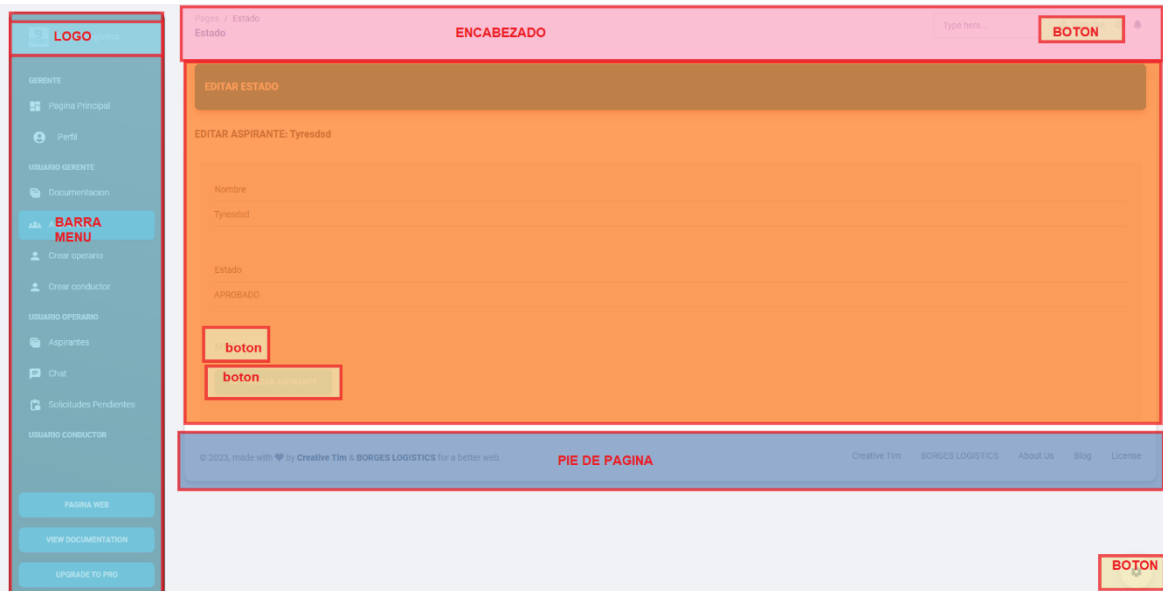 LOGO
GERENTE
Pagina Principal
Perfil
USUARIO GERENTE
Documentacion
BARRA
MENU
Crear operario
Crear conductor
USUARIO OPERARIO
Aspirantes
Chat
Solicitudes Pendientes
USUARIO CONDUCTOR
PAGINA WEB
VIEW DOCUMENTATION
UPGRADE TO PRO
Pages / Estado
Estado
ENCABEZADO
Type here...
BOTON
EDITAR ESTADO
EDITAR ASPIRANTE: Tyresdsd
Nombre
Tyresdsd
Estado
APROBADO
boton
boton
© 2023, made with ♥ by Creative Tim & BORGES LOGISTICS for a better web.
PIE DE PAGINA
Creative Tim BORGES LOGISTICS About Us Blog License
BOTON